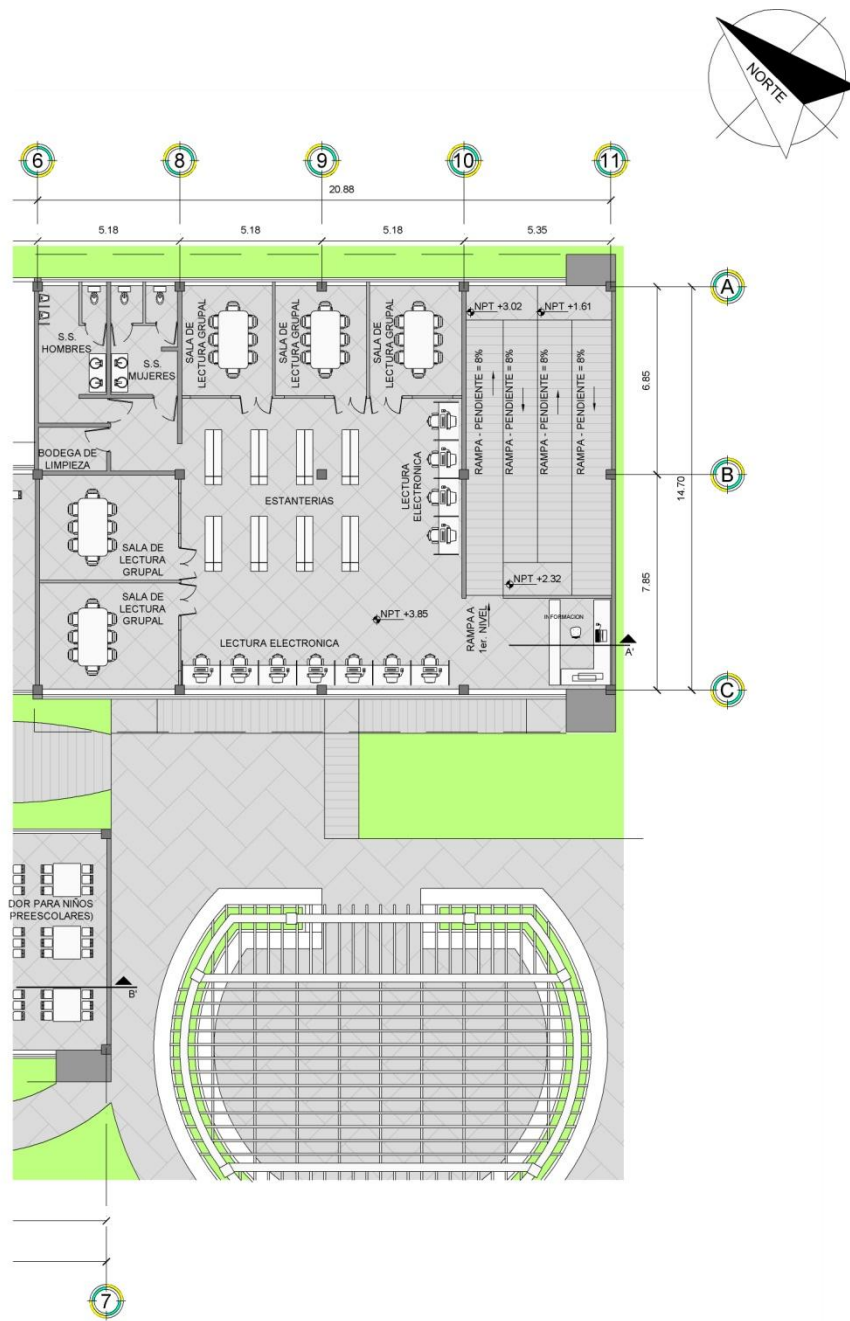 NORTE
6
8
9
10
11
20.88
5.18
5.18
5.18
5.35
A
B
C
6.85
14.70
7.85
S.S.
HOMBRES
S.S.
MUJERES
SALA DE
LECTURA GRUPAL
SALA DE
LECTURA GRUPAL
SALA DE
LECTURA GRUPAL
NPT +3.02
NPT +1.61
RAMPA - PENDIENTE = 8%
RAMPA - PENDIENTE = 8%
RAMPA - PENDIENTE = 8%
RAMPA - PENDIENTE = 8%
BODEGA DE
LIMPIEZA
ESTANTERIAS
LECTURA
ELECTRONICA
SALA DE
LECTURA
GRUPAL
SALA DE
LECTURA
GRUPAL
NPT +2.32
NPT +3.85
RAMPA A
1er. NIVEL
INFORMACION
LECTURA ELECTRONICA
A'
DOR PARA NIÑOS
PREESCOLARES)
B'
7